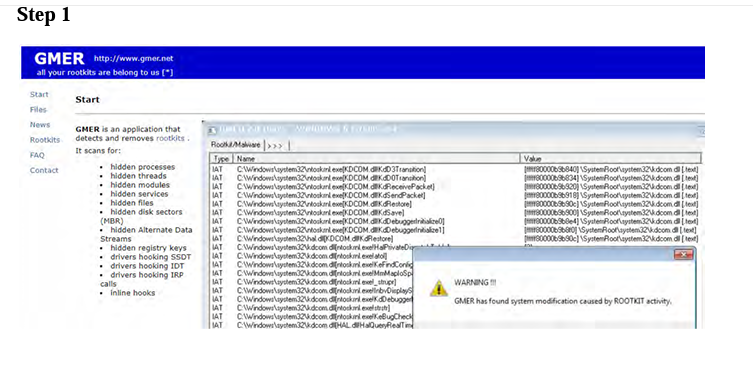 Step 1
GMER http://www.gmer.net
all your rootkits are belong to us [*]
Start
Files
News
Rootkits
FAQ
Contact
Start
GMER is an application that
detects and removes rootkits .
It scans for:
• hidden processes
• hidden threads
• hidden modules
• hidden services
• hidden files
• hidden disk sectors
(MBR)
• hidden Alternate Data
Streams
• hidden registry keys
• drivers hooking SSDT
• drivers hooking IDT
• drivers hooking IRP
calls
• inline hooks
Rootkit/Malware > > >
Type Name Value
IAT C:\Windows\system32\ntoskrnl.exe[KDCOM.dll!KdD3Transition] [fffff80000b9b840] \SystemRoot\system32\kdcom.dll [.text]
IAT C:\Windows\system32\ntoskrnl.exe[KDCOM.dll!KdD0Transition] [fffff80000b9b834] \SystemRoot\system32\kdcom.dll [.text]
IAT C:\Windows\system32\ntoskrnl.exe[KDCOM.dll!KdReceivePacket] [fffff80000b9b920] \SystemRoot\system32\kdcom.dll [.text]
IAT C:\Windows\system32\ntoskrnl.exe[KDCOM.dll!KdSendPacket] [fffff80000b9b918] \SystemRoot\system32\kdcom.dll [.text]
IAT C:\Windows\system32\ntoskrnl.exe[KDCOM.dll!KdRestore] [fffff80000b9b90c] \SystemRoot\system32\kdcom.dll [.text]
IAT C:\Windows\system32\ntoskrnl.exe[KDCOM.dll!KdSave] [fffff80000b9b900] \SystemRoot\system32\kdcom.dll [.text]
IAT C:\Windows\system32\ntoskrnl.exe[KDCOM.dll!KdDebuggerInitialize0] [fffff80000b9b8e4] \SystemRoot\system32\kdcom.dll [.text]
IAT C:\Windows\system32\ntoskrnl.exe[KDCOM.dll!KdDebuggerInitialize1] [fffff80000b9b8f0] \SystemRoot\system32\kdcom.dll [.text]
IAT C:\Windows\system32\hal.dll[KDCOM.dll!KdRestore] [fffff80000b9b90c] \SystemRoot\system32\kdcom.dll [.text]
IAT C:\Windows\system32\kdcom.dll[ntoskrnl.exe!HalPrivateDispatchTable]
IAT C:\Windows\system32\kdcom.dll[ntoskrnl.exe!atol]
IAT C:\Windows\system32\kdcom.dll[ntoskrnl.exe!KeFindConfig
IAT C:\Windows\system32\kdcom.dll[ntoskrnl.exe!MmMapIoSp
IAT C:\Windows\system32\kdcom.dll[ntoskrnl.exe!_strupr]
IAT C:\Windows\system32\kdcom.dll[ntoskrnl.exe!InbvDisplayS
IAT C:\Windows\system32\kdcom.dll[ntoskrnl.exe!KdDebugger
IAT C:\Windows\system32\kdcom.dll[ntoskrnl.exe!strstr]
IAT C:\Windows\system32\kdcom.dll[ntoskrnl.exe!KeBugCheck
IAT C:\Windows\system32\kdcom.dll[HAL.dll!HalQueryRealTime
WARNING !!!
GMER has found system modification caused by ROOTKIT activity.